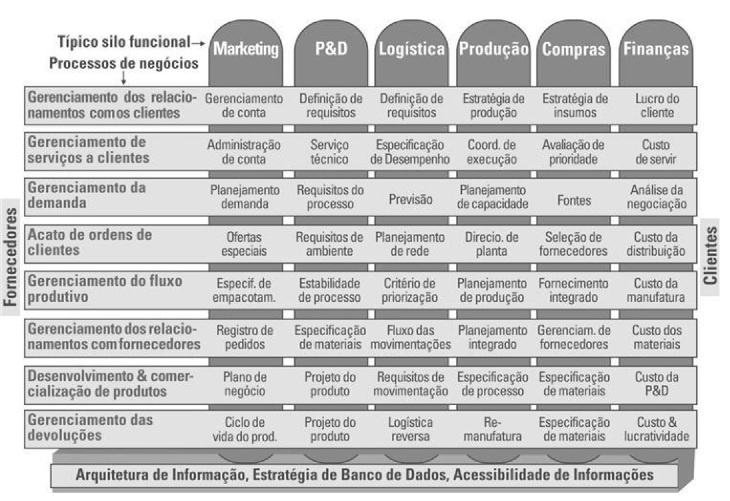 Típico silo funcional
Processos de negócios
Marketing P&D Logística Produção Compras Finanças
Gerenciamento dos relacio-
namentos com os clientes
Gerenciamento
de conta
Definição de
requisitos
Definição de
requisitos
Estratégia de
produção
Estratégia de
insumos
Lucro do
cliente
Gerenciamento de
serviços a clientes
Administração
de conta
Serviço
técnico
Especificação
de Desempenho
Coord. de
execução
Avaliação de
prioridade
Custo
de servir
Gerenciamento da
demanda
Planejamento
demanda
Requisitos do
processo
Previsão
Planejamento
de capacidade
Fontes
Análise da
negociação
Acato de ordens de
clientes
Ofertas
especiais
Requisitos de
ambiente
Planejamento
de rede
Direcio. de
planta
Seleção de
fornecedores
Custo da
distribuição
Gerenciamento do fluxo
produtivo
Especif. de
empacotam.
Estabilidade
de processo
Critério de
priorização
Planejamento
de produção
Fornecimento
integrado
Custo da
manufatura
Gerenciamento dos relacio-
namentos com fornecedores
Registro de
pedidos
Especificação
de materiais
Fluxo das
movimentações
Planejamento
integrado
Gerenciam. de
fornecedores
Custo dos
materiais
Desenvolvimento & comer-
cialização de produtos
Plano de
negócio
Projeto do
produto
Requisitos de
movimentação
Especificação
de processo
Especificação
de materiais
Custo da
P&D
Gerenciamento das
devoluções
Ciclo de
vida do prod.
Projeto do
produto
Logística
reversa
Re-
manufatura
Especificação
de materiais
Custo &
lucratividade
Fornecedores
Clientes
Arquitetura de Informação, Estratégia de Banco de Dados, Acessibilidade de Informações